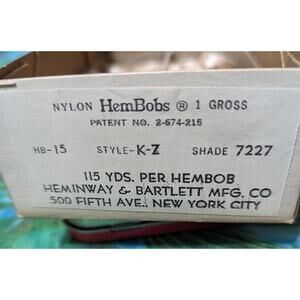 NYLON HemBobs ® 1 GROSS
PATENT NO. 2-674-215
HB-15 STYLE-K-Z SHADE 7227
115 YDS. PER HEMBOB
HEMINWAY & BARTLETT MFG. CO
500 FIFTH AVE., NEW YORK CITY